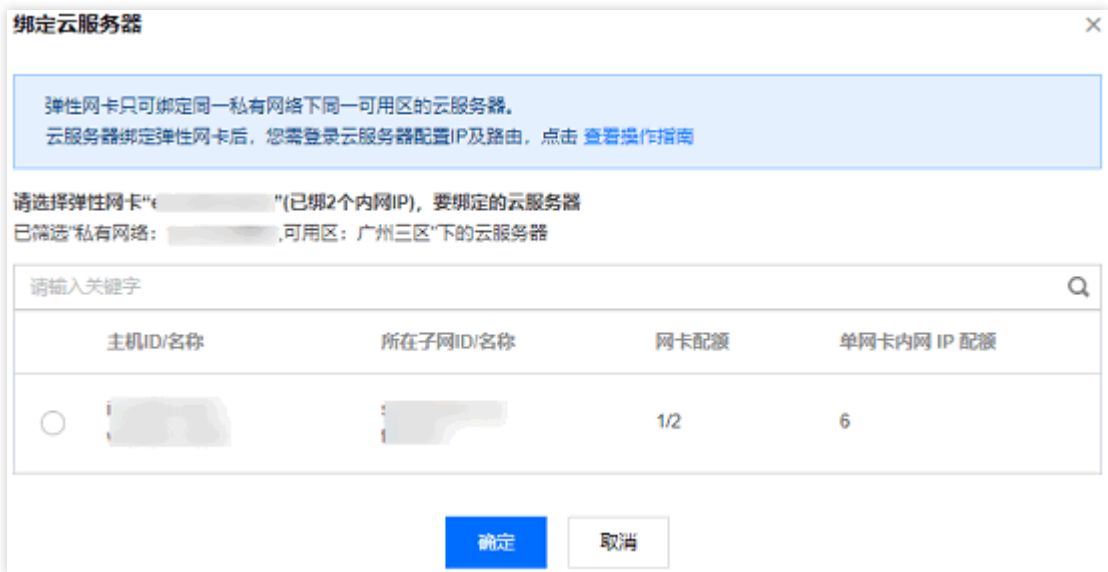 绑定云服务器
弹性网卡只可绑定同一私有网络下同一可用区的云服务器。
云服务器绑定弹性网卡后，您需登录云服务器配置IP及路由，点击 查看操作指南
请选择弹性网卡“e "(已绑2个内网IP)，要绑定的云服务器
已筛选"私有网络： ,可用区：广州三区"下的云服务器
请输入关键字
主机ID/名称 所在子网ID/名称 网卡配额 单网卡内网 IP 配额
1/2 6
确定 取消